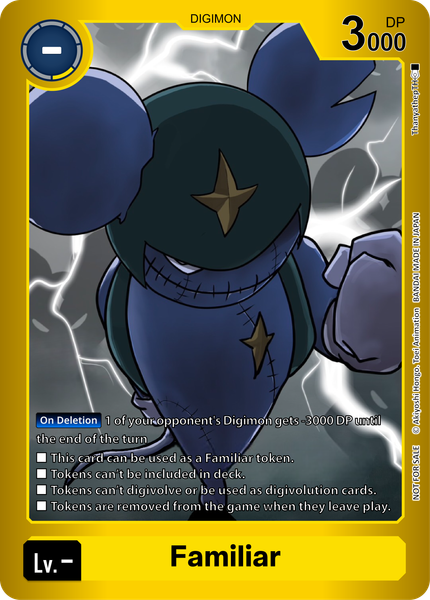 DIGIMON
-
3000
DP
ThanyathepTH
NOT FOR SALE © Akiyoshi Hongo, Toei Animation BANDAI MADE IN JAPAN
On Deletion 1 of your opponent's Digimon gets -3000 DP until
the end of the turn
■ This card can be used as a Familiar token.
■ Tokens can't be included in deck.
■ Tokens can't digivolve or be used as digivolution cards.
■ Tokens are removed from the game when they leave play.
Lv.-
Familiar